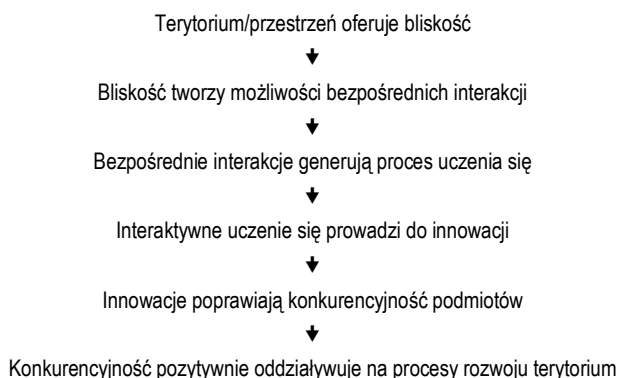 Terytorium/przestrzeń oferuje bliskość
Bliskość tworzy możliwości bezpośrednich interakcji
Bezpośrednie interakcje generują proces uczenia się
Interaktywne uczenie się prowadzi do innowacji
Innowacje poprawiają konkurencyjność podmiotów
Konkurencyjność pozytywnie oddziaływuje na procesy rozwoju terytorium